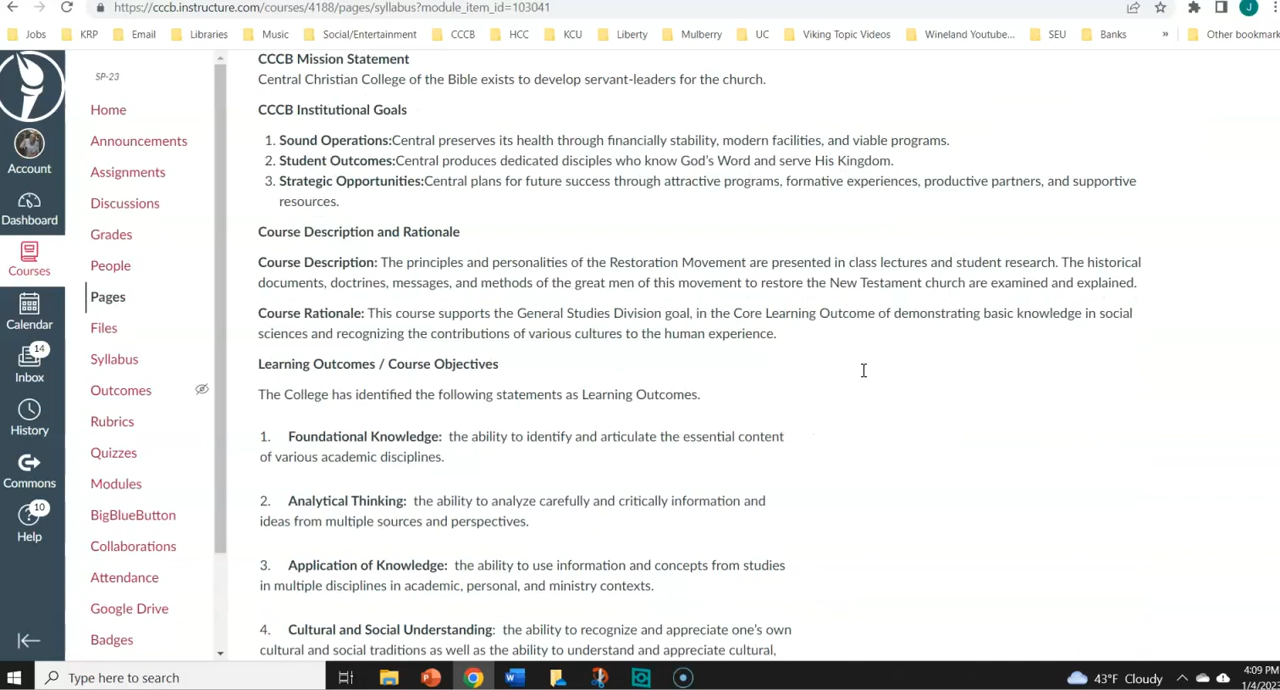 https://cccb.instructure.com/courses/4188/pages/syllabus?module_item_id=103041
J
Jobs KRP Email Libraries Music Social/Entertainment CCCB HCC KCU Liberty Mulberry UC Viking Topic Videos Wineland Youtube... SEU Banks » Other bookmark
SP-23
Home
Announcements
Assignments
Discussions
Grades
People
Pages
Files
Syllabus
Outcomes
Rubrics
Quizzes
Modules
BigBlueButton
Collaborations
Attendance
Google Drive
Badges
Account
Dashboard
Courses
Calendar
14
Inbox
History
Commons
10
Help
CCCB Mission Statement
Central Christian College of the Bible exists to develop servant-leaders for the church.
CCCB Institutional Goals
1. Sound Operations:Central preserves its health through financially stability, modern facilities, and viable programs.
2. Student Outcomes:Central produces dedicated disciples who know God's Word and serve His Kingdom.
3. Strategic Opportunities:Central plans for future success through attractive programs, formative experiences, productive partners, and supportive
resources.
Course Description and Rationale
Course Description: The principles and personalities of the Restoration Movement are presented in class lectures and student research. The historical
documents, doctrines, messages, and methods of the great men of this movement to restore the New Testament church are examined and explained.
Course Rationale: This course supports the General Studies Division goal, in the Core Learning Outcome of demonstrating basic knowledge in social
sciences and recognizing the contributions of various cultures to the human experience.
Learning Outcomes / Course Objectives
The College has identified the following statements as Learning Outcomes.
1. Foundational Knowledge: the ability to identify and articulate the essential content
of various academic disciplines.
2. Analytical Thinking: the ability to analyze carefully and critically information and
ideas from multiple sources and perspectives.
3. Application of Knowledge: the ability to use information and concepts from studies
in multiple disciplines in academic, personal, and ministry contexts.
4. Cultural and Social Understanding: the ability to recognize and appreciate one's own
cultural and social traditions as well as the ability to understand and appreciate cultural,
Type here to search
43°F Cloudy
4:09 PM
1/4/202